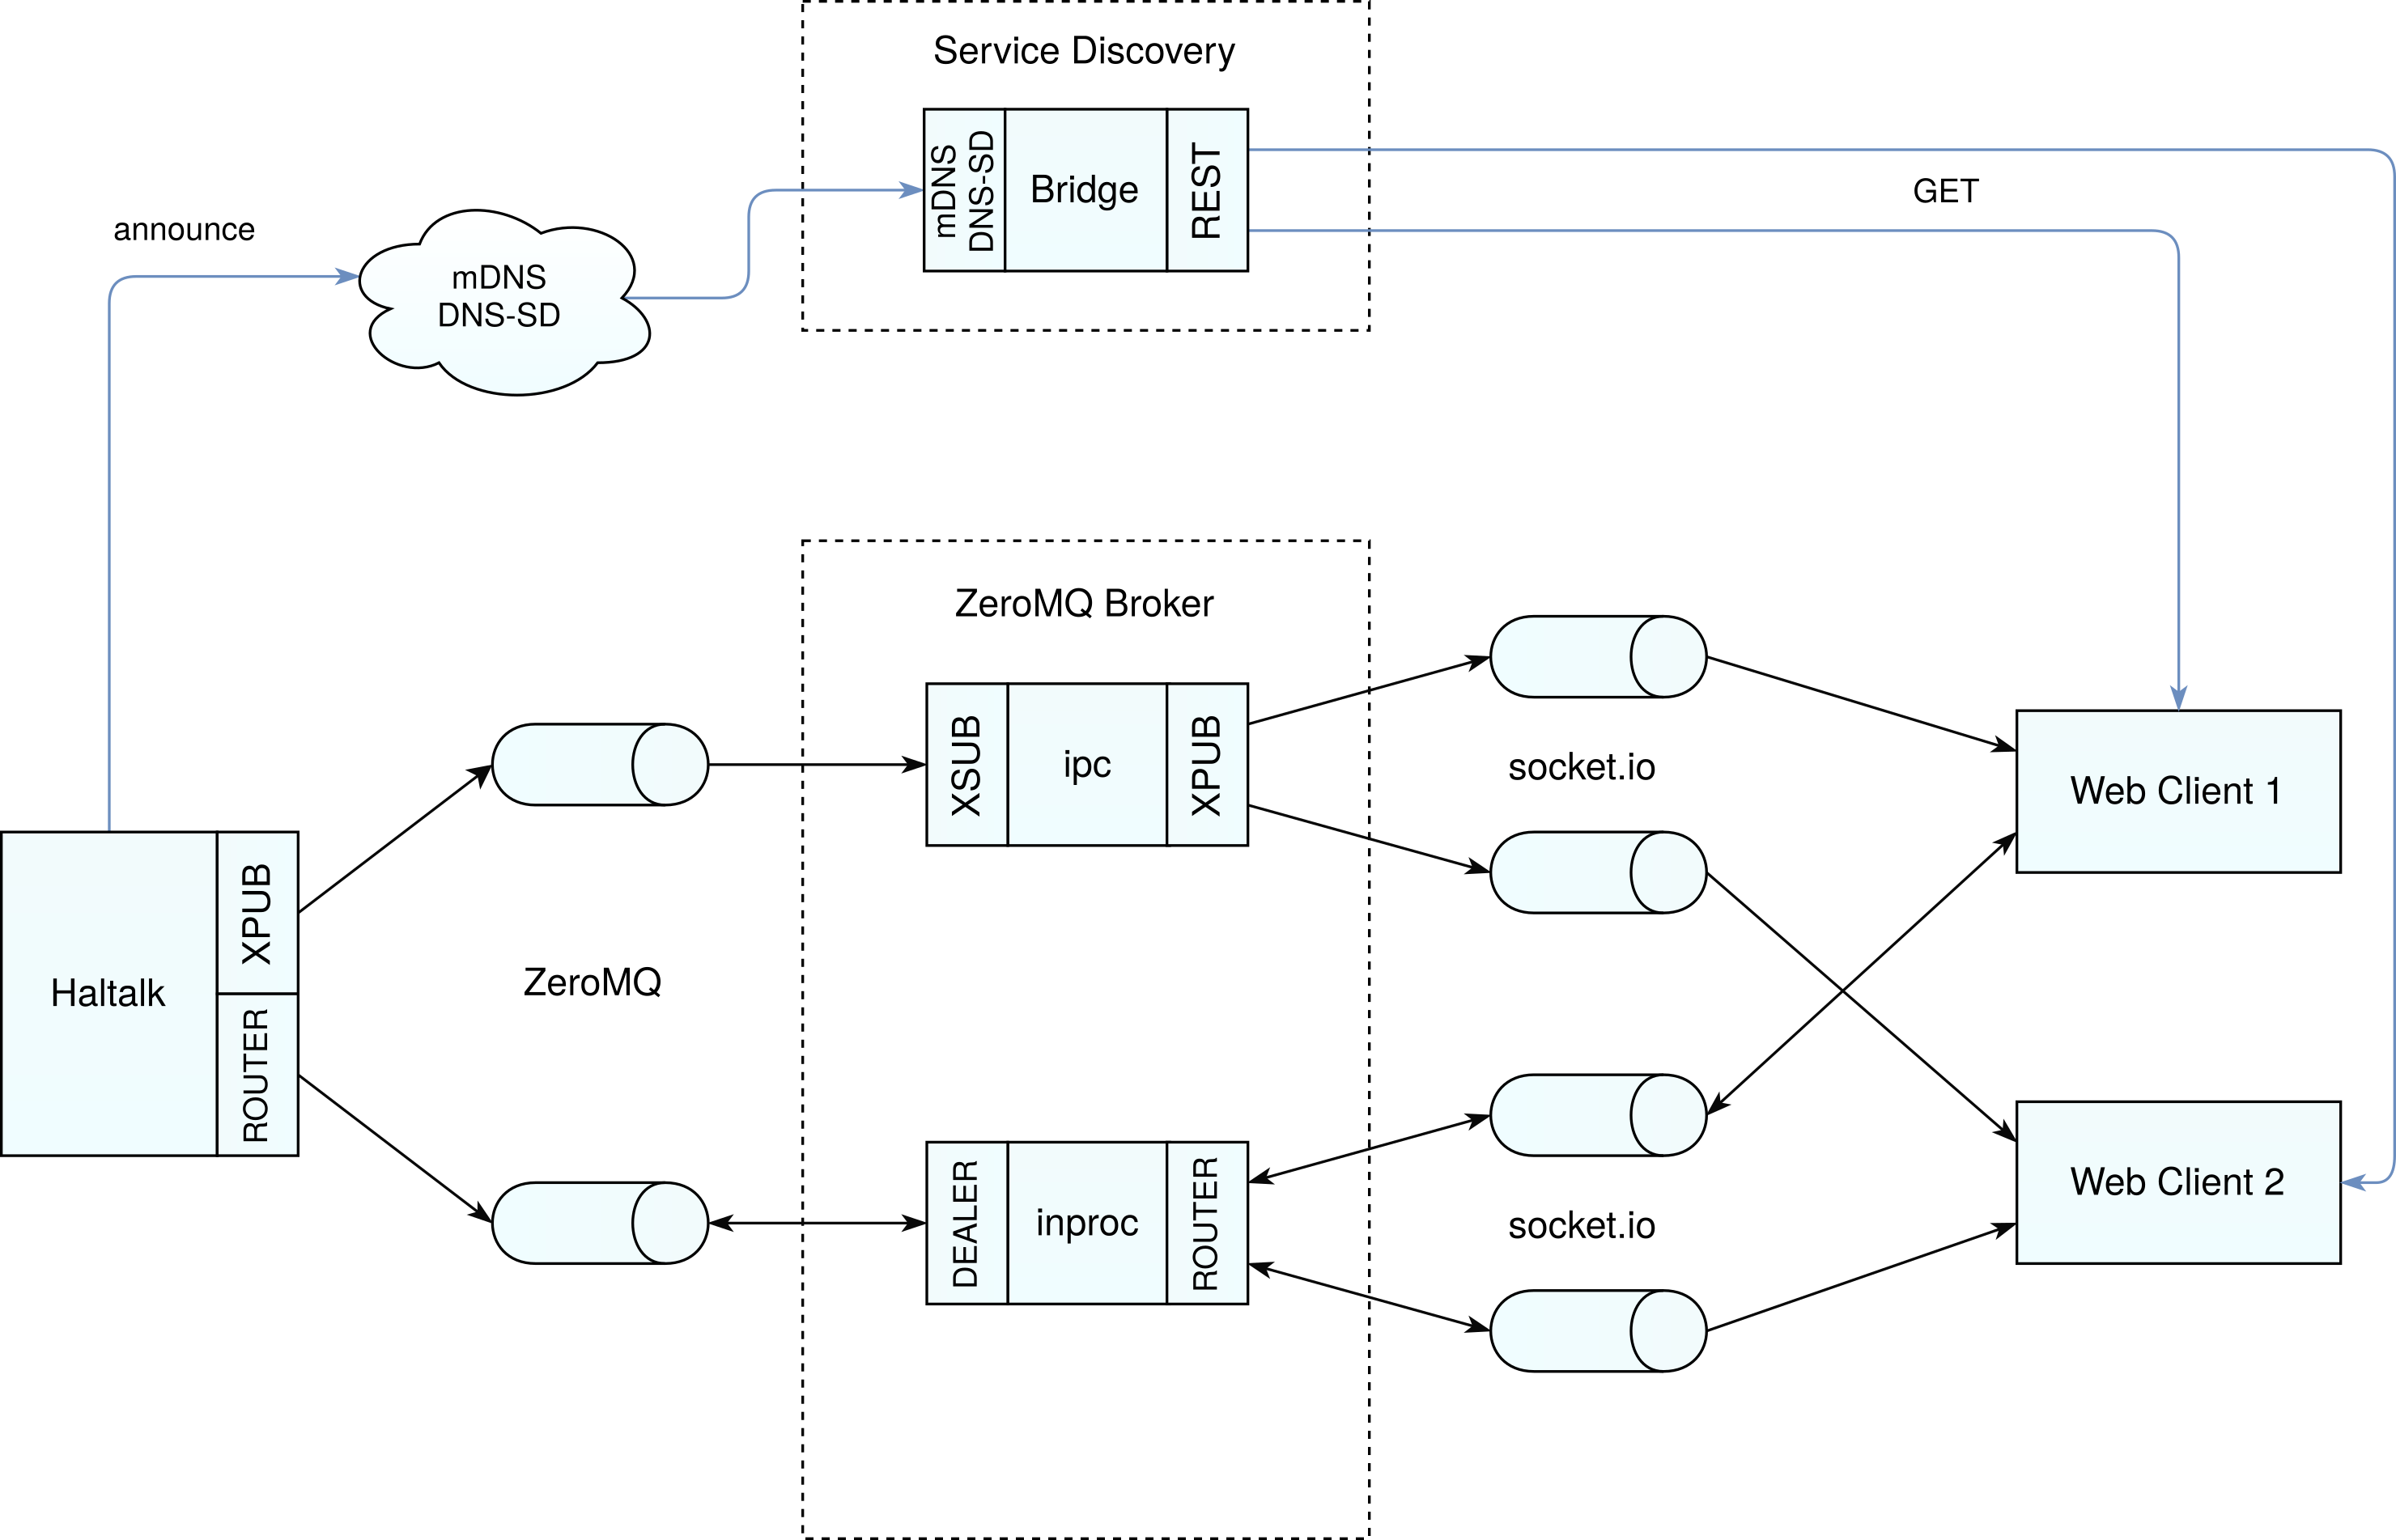 Service Discovery
mDNS
DNS-SD
Bridge
REST
GET
announce
mDNS
DNS-SD
ZeroMQ Broker
XSUB
ipc
XPUB
socket.io
Web Client 1
Haltalk
XPUB
ROUTER
ZeroMQ
DEALER
inproc
ROUTER
socket.io
Web Client 2